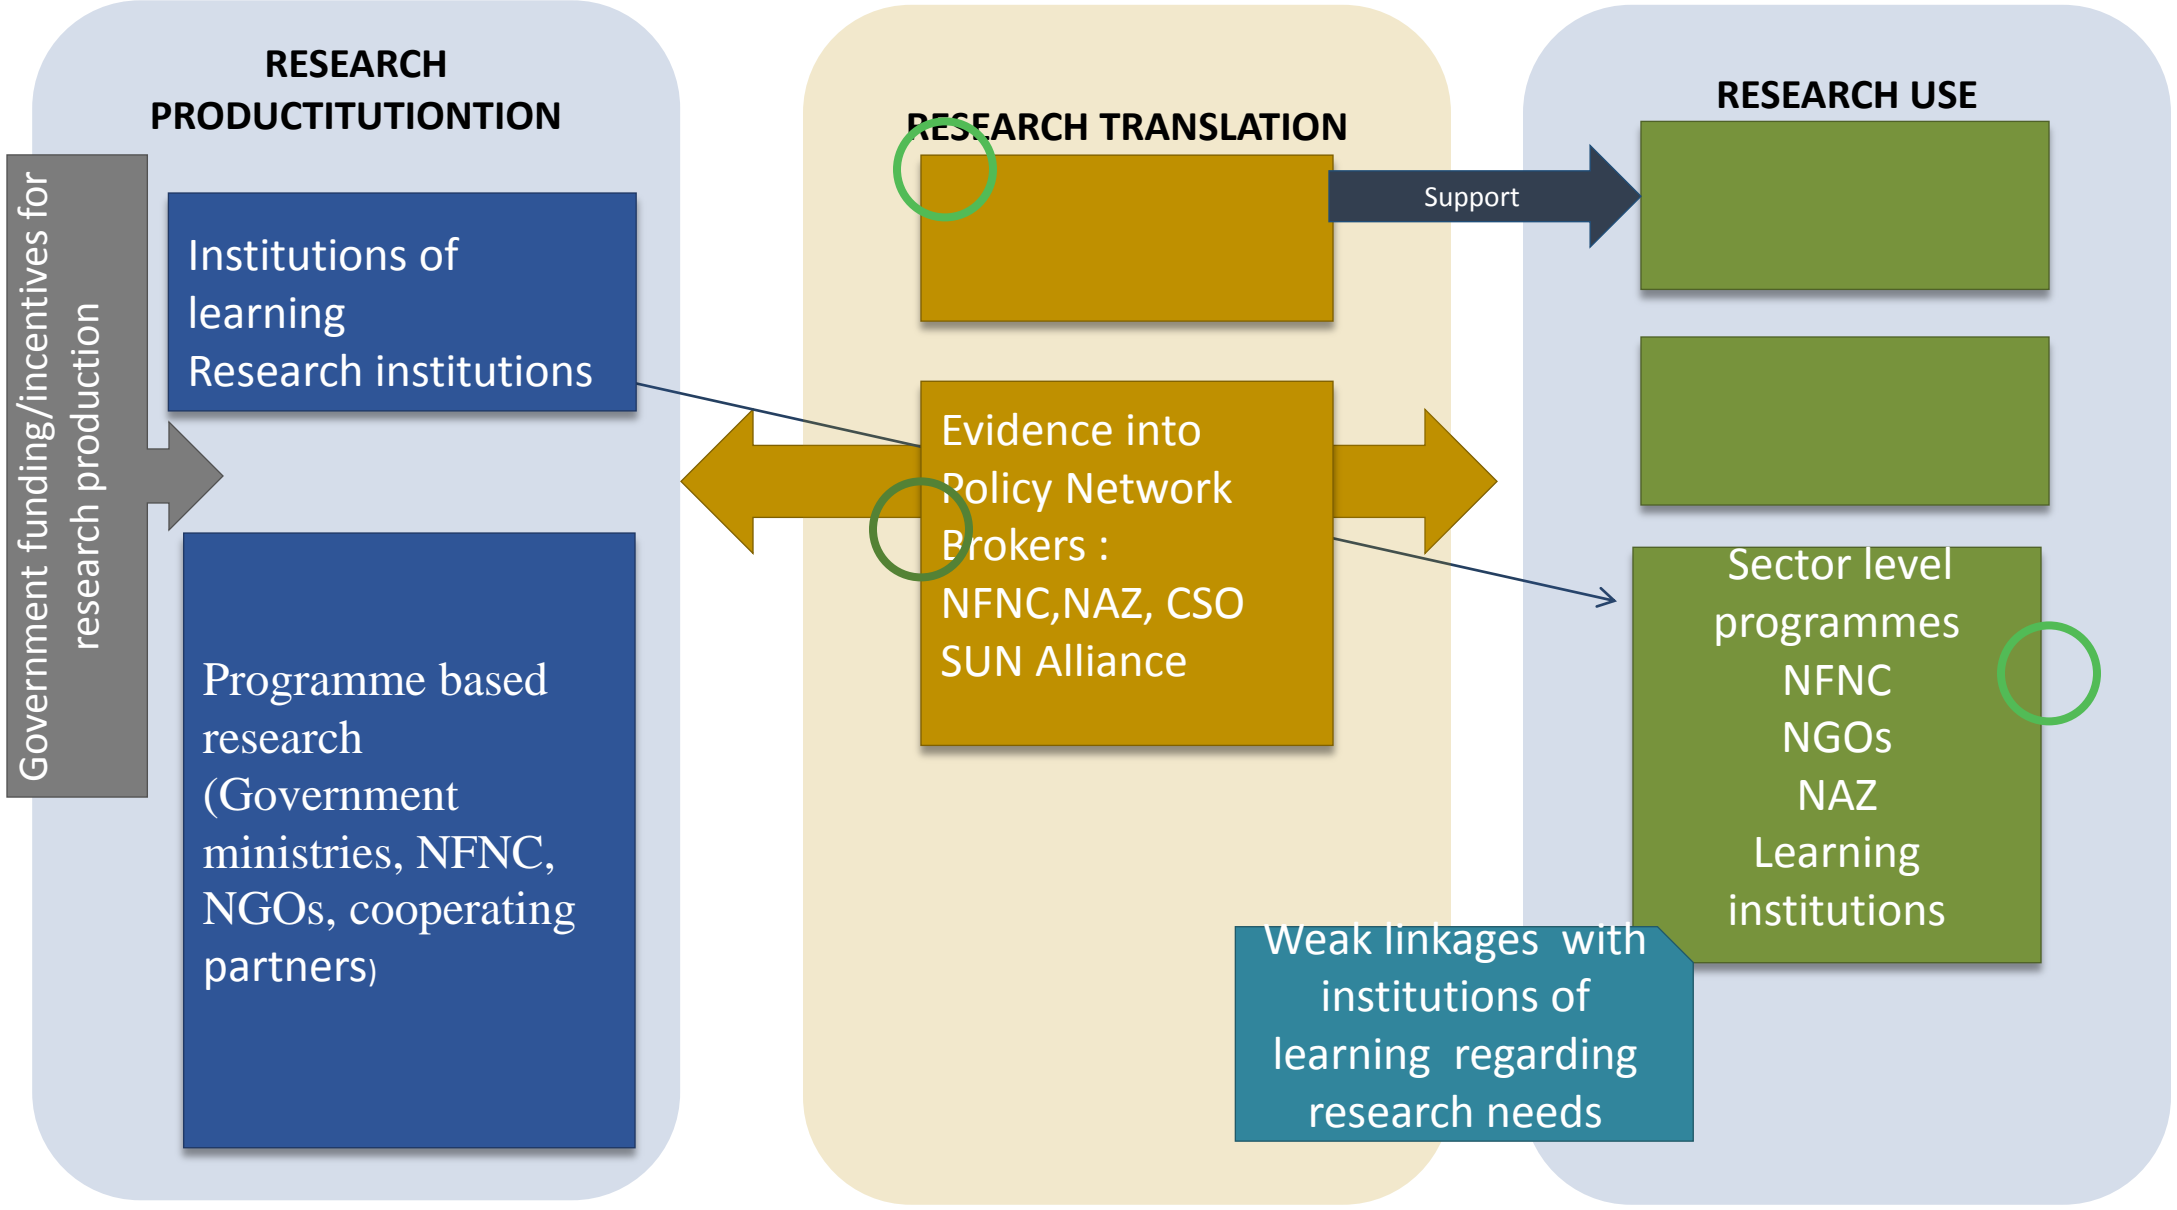 RESEARCH
PRODUCTITUTIONTION
Government funding/incentives for
research production
Institutions of
learning
Research institutions
Programme based
research
(Government
ministries, NFNC,
NGOs, cooperating
partners)
RESEARCH TRANSLATION
Support
Evidence into
Policy Network
Brokers :
NFNC,NAZ, CSO
SUN Alliance
RESEARCH USE
Sector level
programmes
NFNC
NGOs
NAZ
Learning
institutions
Weak linkages  with
institutions of
learning  regarding
research needs